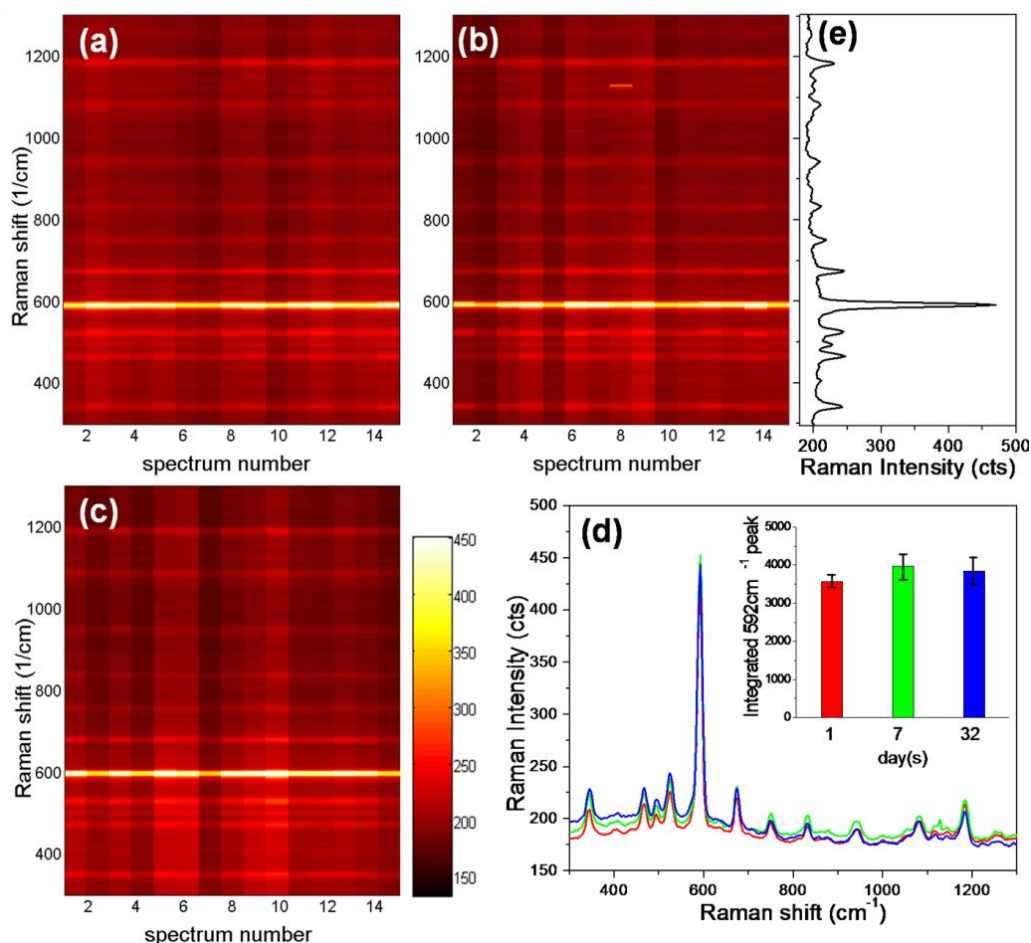 (a)
(b)
(e)
1200
1000
800
600
400
Raman shift (1/cm)
2 4 6 8 10 12 14
spectrum number
1200
1000
800
600
400
2 4 6 8 10 12 14
spectrum number
200 300 400 500
Raman Intensity (cts)
(c)
1200
1000
800
600
400
Raman shift (1/cm)
2 4 6 8 10 12 14
spectrum number
450
400
350
300
250
200
150
(d)
500
450
400
350
300
250
200
150
Raman Intensity (cts)
400 600 800 1000 1200
Raman shift (cm-1)
5000
4000
3000
2000
1000
0
Integrated 592cm -1 peak
1 7 32
day(s)